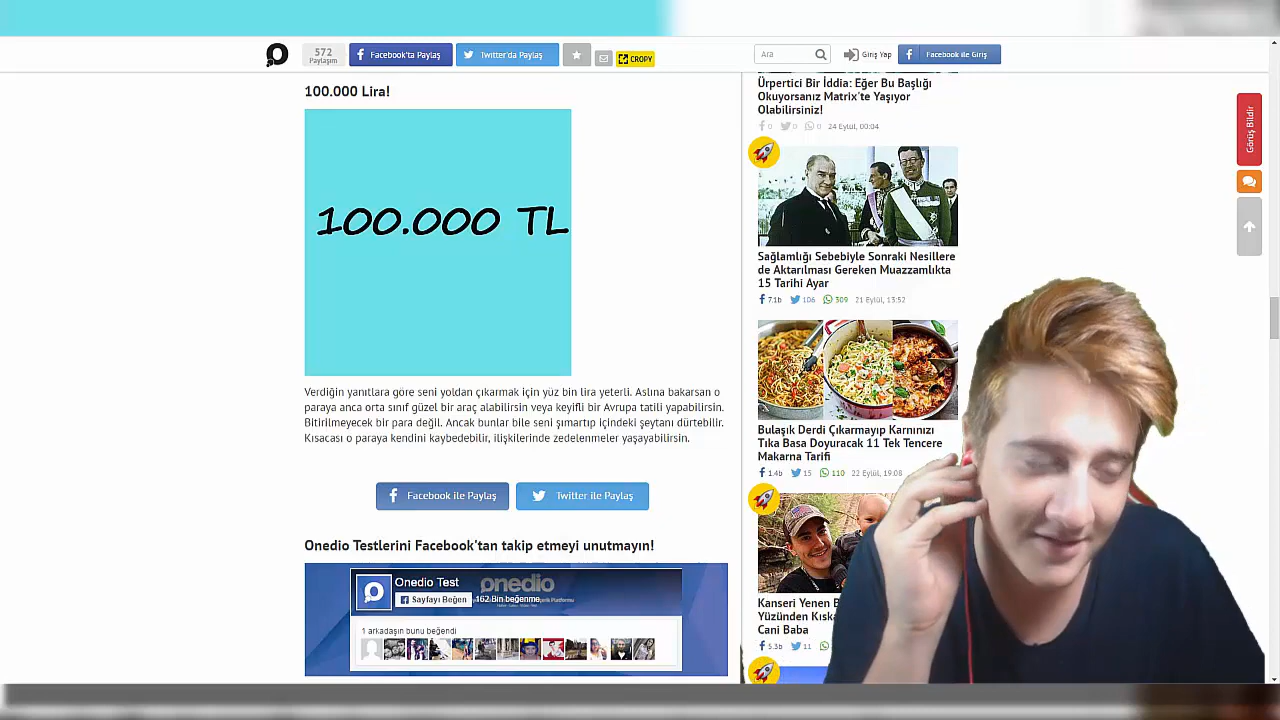 572
Paylaşım
Facebook'ta Paylaş
Twitter'da Paylaş
CROPY
Ara
Giriş Yap
Facebook ile Giriş
100.000 Lira!
100.000 TL
Verdiğin yanıtlara göre seni yoldan çıkarmak için yüz bin lira yeterli. Aslına bakarsan o
paraya anca orta sınıf güzel bir araç alabilirsin veya keyifli bir Avrupa tatili yapabilirsin.
Bitirilmeyecek bir para değil. Ancak bunlar bile seni şımartıp içindeki şeytanı dürtebilir.
Kısacası o paraya kendini kaybedebilir, ilişkilerinde zedelenmeler yaşayabilirsin.
Facebook ile Paylaş
Twitter ile Paylaş
Onedio Testlerini Facebook'tan takip etmeyi unutmayın!
Onedio Test
onedio
Sayfayı Beğen
162 Bin beğenme
1 arkadaşın bunu beğendi
Ürpertici Bir İddia: Eğer Bu Başlığı
Okuyorsanız Matrix'te Yaşıyor
Olabilirsiniz!
0 0 0 24 Eylül, 00:04
Sağlamlığı Sebebiyle Sonraki Nesillere
de Aktarılması Gereken Muazzamlıkta
15 Tarihi Ayar
7.1b 106 309 21 Eylül, 13:52
Bulaşık Derdi Çıkarmayıp Karnınızı
Tıka Basa Doyuracak 11 Tek Tencere
Makarna Tarifi
1.4b 15 110 22 Eylül, 19:08
Kanseri Yenen
Yüzünden
Cani Baba
5.3b 11
Görüş Bildir